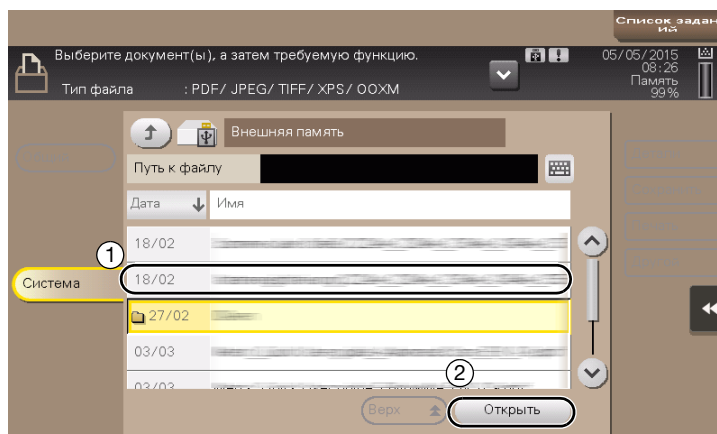 Список задан
ий
Выберите документ(ы), а затем требуемую функцию.
Тип файла : PDF/ JPEG/ TIFF/ XPS/ OOXM
05/05/2015
08:26
Память
99%
Внешняя память
Путь к файлу
Дата Имя
18/02
1
18/02
Система
27/02
03/03
2
03/03
Верх Открыть